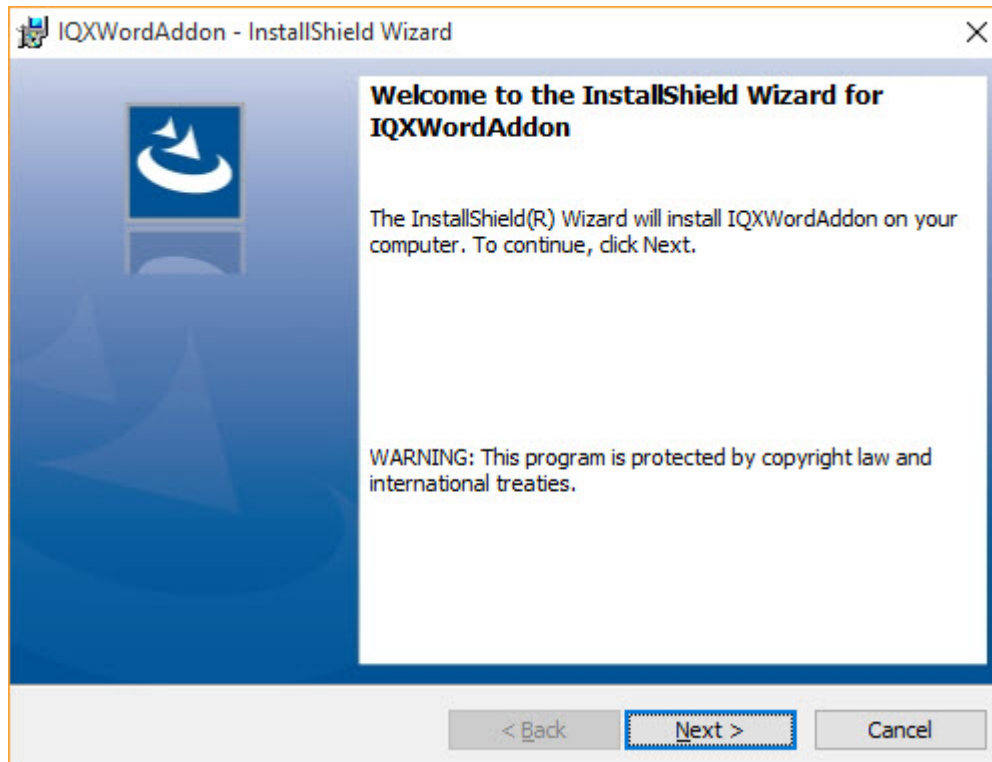 IQXWordAddon - InstallShield Wizard
Welcome to the InstallShield Wizard for
IQXWordAddon
The InstallShield(R) Wizard will install IQXWordAddon on your
computer. To continue, click Next.
WARNING: This program is protected by copyright law and
international treaties.
< Back Next > Cancel